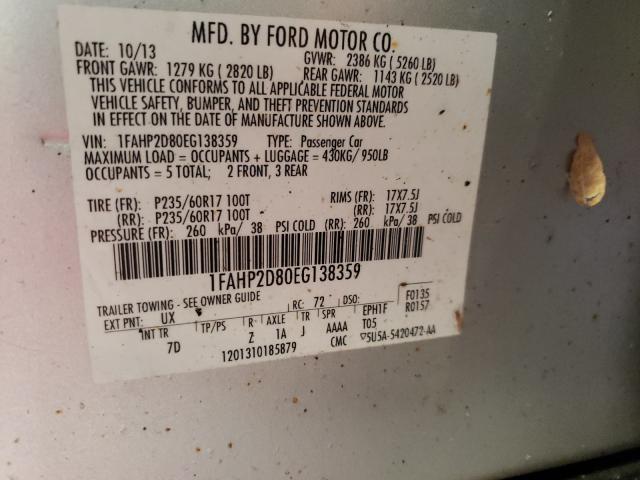 MFD. BY FORD MOTOR CO.
DATE: 10/13 GVWR: 2386 KG ( 5260 LB)
FRONT GAWR: 1279 KG ( 2820 LB) REAR GAWR: 1143 KG ( 2520 LB)
THIS VEHICLE CONFORMS TO ALL APPLICABLE FEDERAL MOTOR
VEHICLE SAFETY, BUMPER, AND THEFT PREVENTION STANDARDS
IN EFFECT ON THE DATE OF MANUFACTURE SHOWN ABOVE.
VIN: 1FAHP2D80EG138359 TYPE: Passenger Car
MAXIMUM LOAD = OCCUPANTS + LUGGAGE = 430KG/ 950LB
OCCUPANTS = 5 TOTAL; 2 FRONT, 3 REAR
TIRE (FR): P235/60R17 100T RIMS (FR): 17X7.5J
(RR): P235/60R17 100T (RR): 17X7.5J
PRESSURE (FR): 260 kPa/ 38 PSI COLD (RR): 260 kPa/ 38 PSI COLD
1FAHP2D80EG138359
TRAILER TOWING - SEE OWNER GUIDE RC: 72 DSO: F0135
EXT PNT: UX EPH1F R0157
INT TR TP/PS R AXLE TR SPR T05
7D Z 1A J AAAA
1201310185879 CMC ▽5U5A-5420472-AA